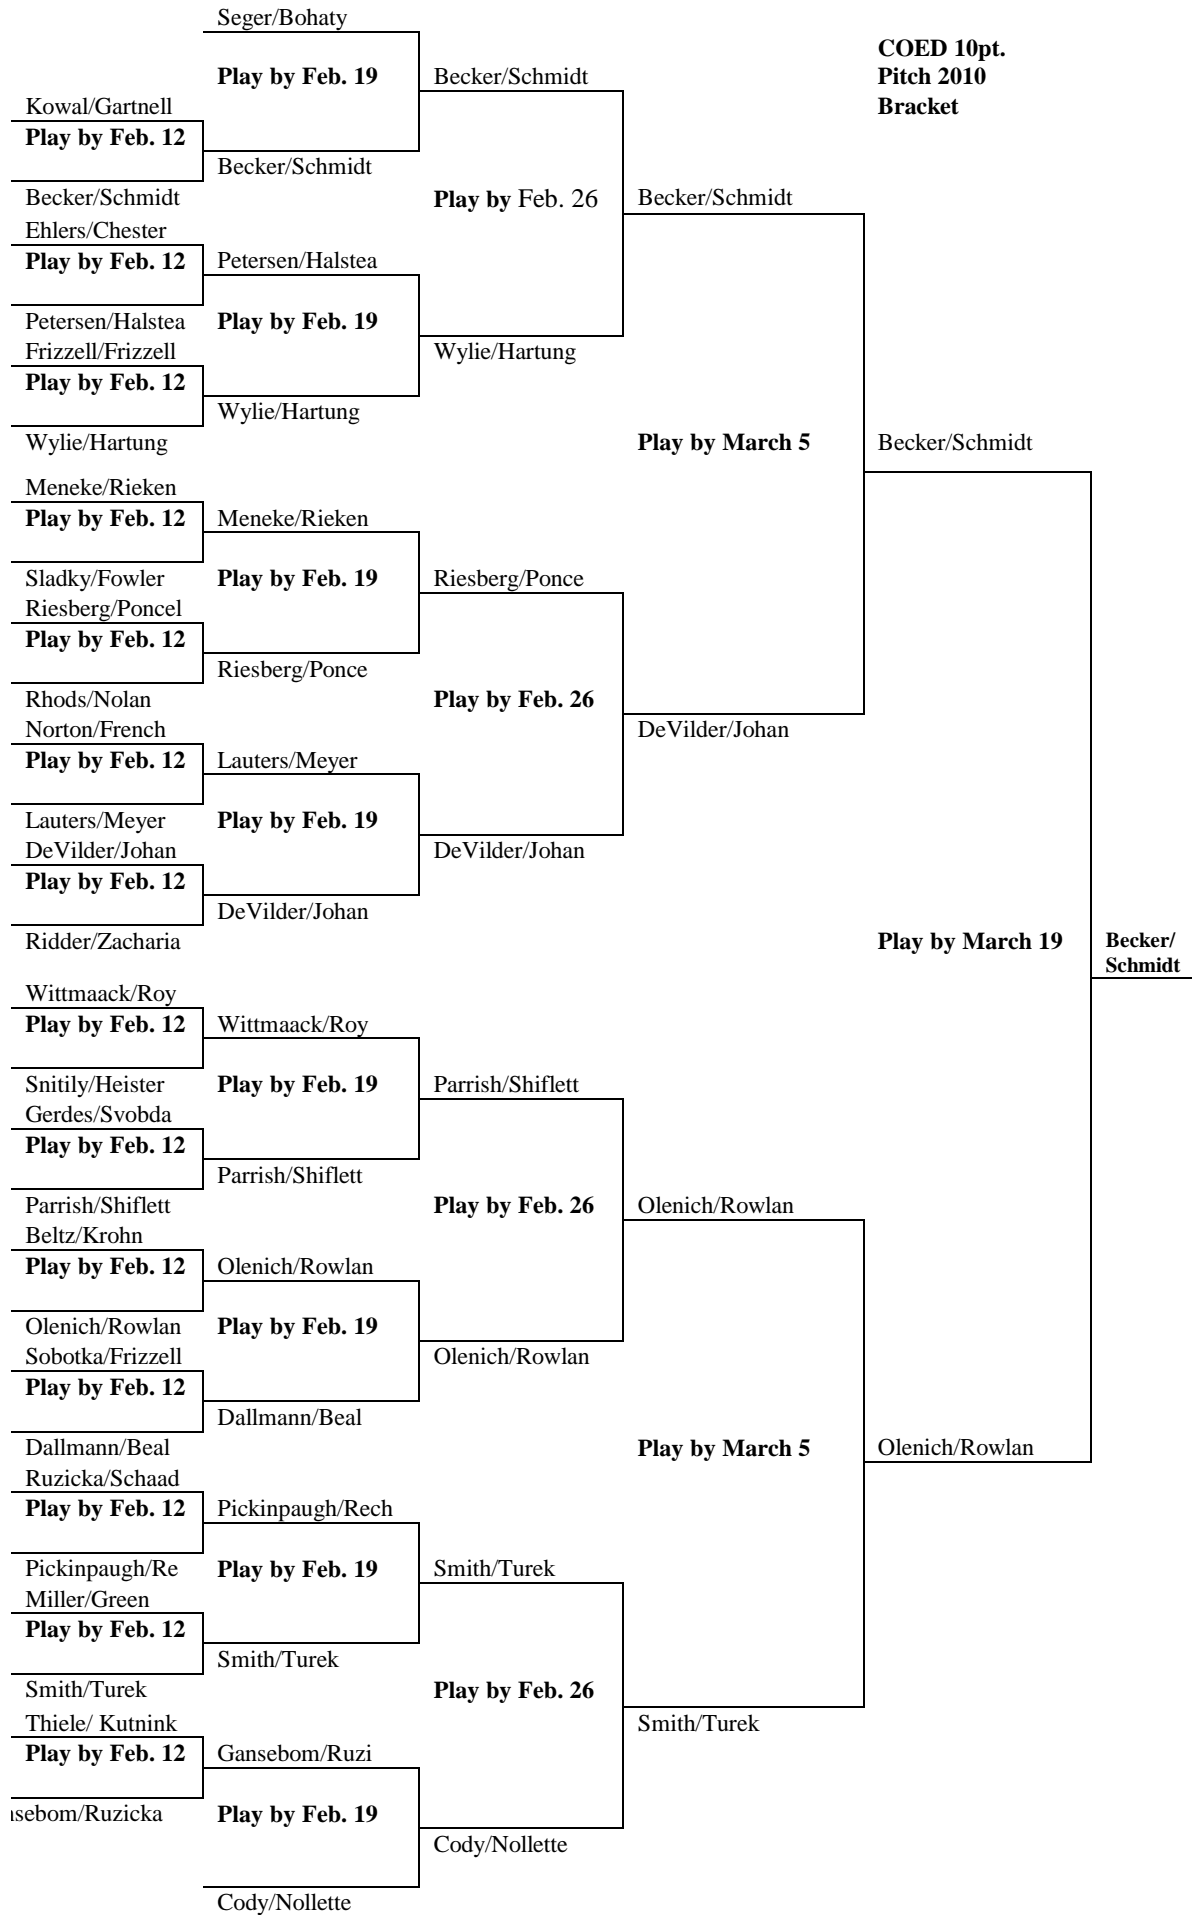 Seger/Bohaty
COED 10pt.
Pitch 2010
Bracket
Play by Feb. 19
Becker/Schmidt
Kowal/Gartnell
Play by Feb. 12
Becker/Schmidt
Becker/Schmidt
Play by Feb. 26
Becker/Schmidt
Ehlers/Chester
Play by Feb. 12
Petersen/Halstea
Petersen/Halstea
Play by Feb. 19
Frizzell/Frizzell
Wylie/Hartung
Play by Feb. 12
Wylie/Hartung
Wylie/Hartung
Play by March 5
Becker/Schmidt
Meneke/Rieken
Play by Feb. 12
Meneke/Rieken
Sladky/Fowler
Play by Feb. 19
Riesberg/Ponce
Riesberg/Poncel
Play by Feb. 12
Riesberg/Ponce
Rhods/Nolan
Play by Feb. 26
Norton/French
DeVilder/Johan
Play by Feb. 12
Lauters/Meyer
Lauters/Meyer
Play by Feb. 19
DeVilder/Johan
DeVilder/Johan
Play by Feb. 12
DeVilder/Johan
Ridder/Zacharia
Play by March 19
Becker/
Schmidt
Wittmaack/Roy
Play by Feb. 12
Wittmaack/Roy
Snitily/Heister
Play by Feb. 19
Parrish/Shiflett
Gerdes/Svobda
Play by Feb. 12
Parrish/Shiflett
Parrish/Shiflett
Play by Feb. 26
Olenich/Rowlan
Beltz/Krohn
Play by Feb. 12
Olenich/Rowlan
Olenich/Rowlan
Play by Feb. 19
Sobotka/Frizzell
Olenich/Rowlan
Play by Feb. 12
Dallmann/Beal
Dallmann/Beal
Play by March 5
Olenich/Rowlan
Ruzicka/Schaad
Play by Feb. 12
Pickinpaugh/Rech
Pickinpaugh/Re
Play by Feb. 19
Smith/Turek
Miller/Green
Play by Feb. 12
Smith/Turek
Smith/Turek
Play by Feb. 26
Thiele/ Kutnink
Smith/Turek
Play by Feb. 12
Gansebom/Ruzi
sebom/Ruzicka
Play by Feb. 19
Cody/Nollette
Cody/Nollette